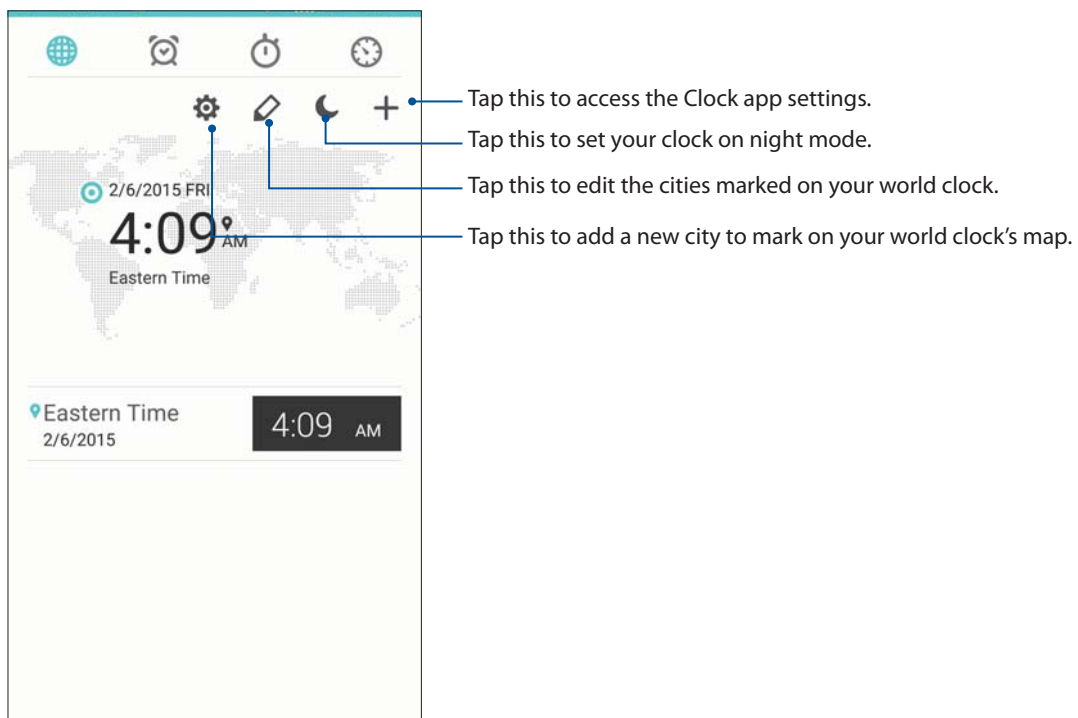 Tap this to access the Clock app settings.
Tap this to set your clock on night mode.
Tap this to edit the cities marked on your world clock.
Tap this to add a new city to mark on your world clock’s map.
2/6/2015 FRI
4:09 AM
Eastern Time
Eastern Time
2/6/2015
4:09 AM